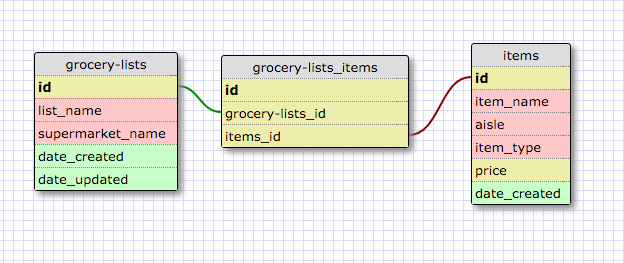 grocery-lists
id
list_name
supermarket_name
date_created
date_updated
grocery-lists_items
id
grocery-lists_id
items_id
items
id
item_name
aisle
item_type
price
date_created